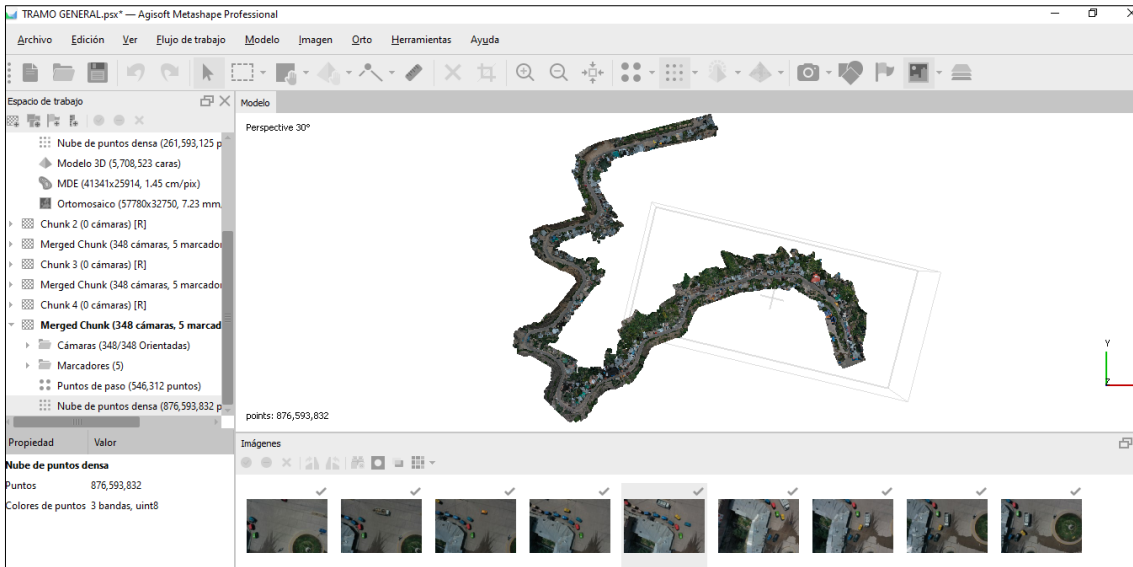 TRAMO GENERAL.psx* — Agisoft Metashape Professional
Archivo Edición Ver Flujo de trabajo Modelo Imagen Orto Herramientas Ayuda
Espacio de trabajo
Nube de puntos densa (261,593,125 p
Modelo 3D (5,708,523 caras)
MDE (41341x25914, 1.45 cm/pix)
Ortomosaico (57780x32750, 7.23 mm,
Chunk 2 (0 cámaras) [R]
Merged Chunk (348 cámaras, 5 marcador
Chunk 3 (0 cámaras) [R]
Merged Chunk (348 cámaras, 5 marcador
Chunk 4 (0 cámaras) [R]
Merged Chunk (348 cámaras, 5 marcad
Cámaras (348/348 Orientadas)
Marcadores (5)
Puntos de paso (546,312 puntos)
Nube de puntos densa (876,593,832 p
Propiedad Valor
Nube de puntos densa
Puntos 876,593,832
Colores de puntos 3 bandas, uint8
Modelo
Perspective 30°
Y
Z
points: 876,593,832
Imágenes